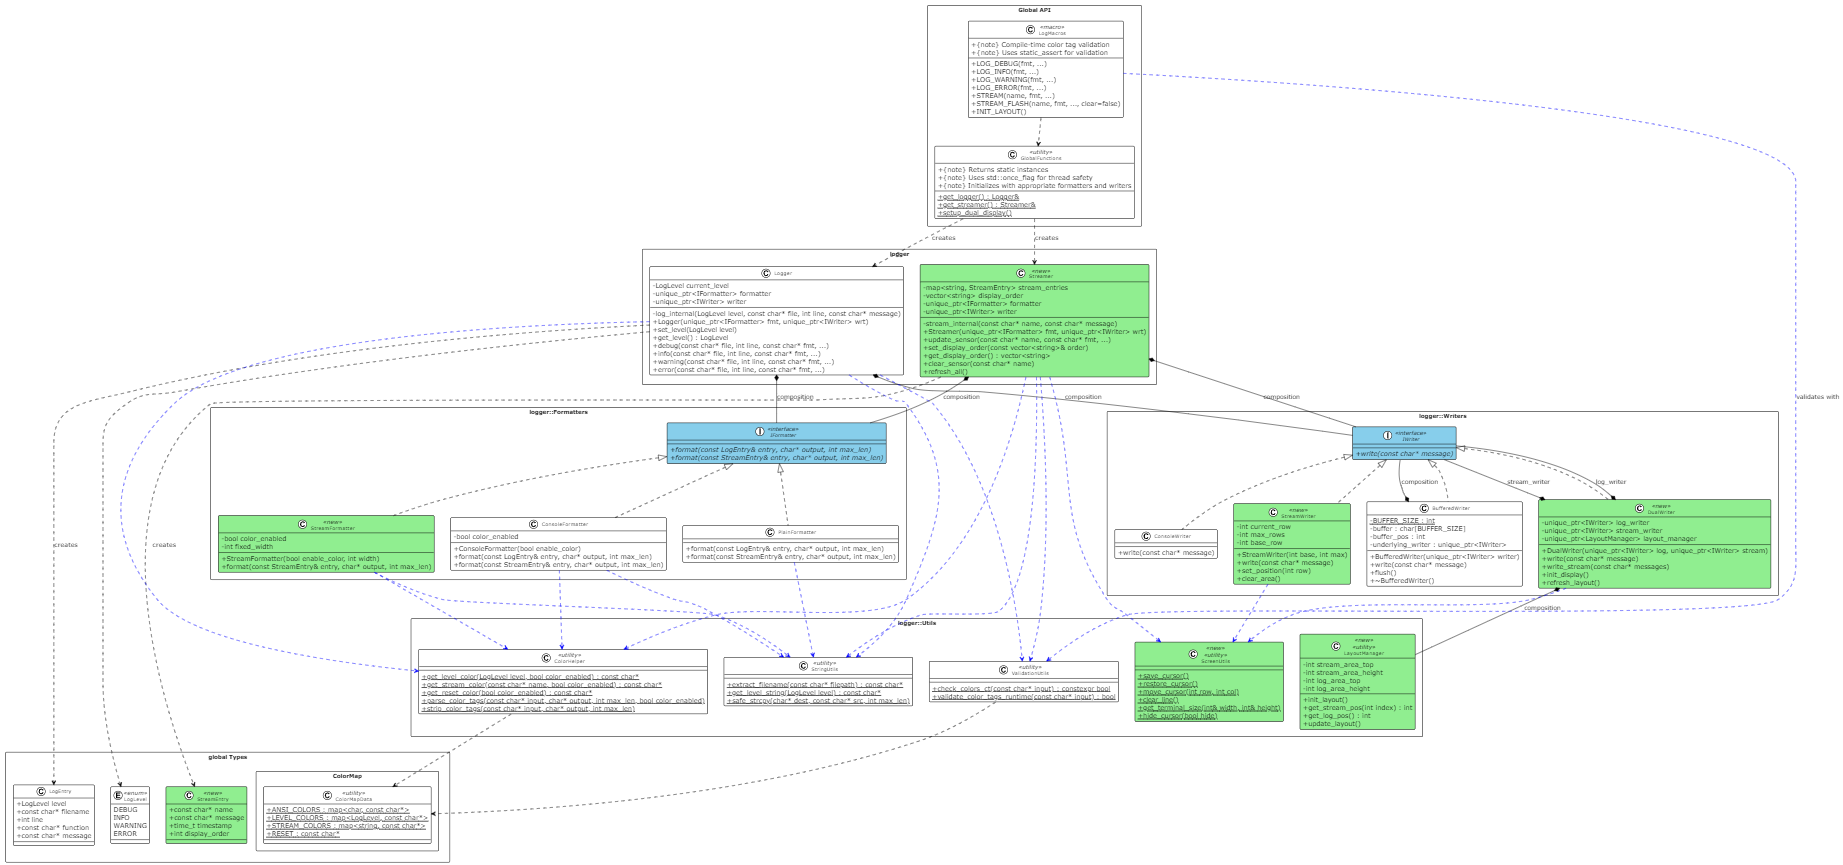 Global API
C
«macro»
LogMacros
+{note} Compile-time color tag validation
+{note} Uses static_assert for validation
+LOG_DEBUG(fmt, ...)
+LOG_INFO(fmt, ...)
+LOG_WARNING(fmt, ...)
+LOG_ERROR(fmt, ...)
+STREAM(name, fmt, ...)
+STREAM_FLASH(name, fmt, ..., clear=false)
+INIT_LAYOUT()
C
«utility»
GlobalFunctions
+{note} Returns static instances
+{note} Uses std::once_flag for thread safety
+{note} Initializes with appropriate formatters and writers
+get_logger() : Logger&
+get_streamer() : Streamer&
+setup_dual_display()
creates
creates
logger
C
Logger
-LogLevel current_level
-unique_ptr<IFormatter> formatter
-unique_ptr<IWriter> writer
-log_internal(LogLevel level, const char* file, int line, const char* message)
+Logger(unique_ptr<IFormatter> fmt, unique_ptr<IWriter> wrt)
+set_level(LogLevel level)
+get_level() : LogLevel
+debug(const char* file, int line, const char* fmt, ...)
+info(const char* file, int line, const char* fmt, ...)
+warning(const char* file, int line, const char* fmt, ...)
+error(const char* file, int line, const char* fmt, ...)
C
«new»
Streamer
-map<string, StreamEntry> stream_entries
-vector<string> display_order
-unique_ptr<IFormatter> formatter
-unique_ptr<IWriter> writer
-stream_internal(const char* name, const char* message)
+Streamer(unique_ptr<IFormatter> fmt, unique_ptr<IWriter> wrt)
+update_sensor(const char* name, const char* fmt, ...)
+set_display_order(const vector<string>& order)
+get_display_order() : vector<string>
+clear_sensor(const char* name)
+refresh_all()
composition
composition
composition
composition
validates with
logger::Formatters
I
«interface»
IFormatter
+format(const LogEntry& entry, char* output, int max_len)
+format(const StreamEntry& entry, char* output, int max_len)
C
«new»
StreamFormatter
-bool color_enabled
-int fixed_width
+StreamFormatter(bool enable_color, int width)
+format(const StreamEntry& entry, char* output, int max_len)
C
ConsoleFormatter
-bool color_enabled
+ConsoleFormatter(bool enable_color)
+format(const LogEntry& entry, char* output, int max_len)
+format(const StreamEntry& entry, char* output, int max_len)
C
PlainFormatter
+format(const LogEntry& entry, char* output, int max_len)
+format(const StreamEntry& entry, char* output, int max_len)
logger::Writers
I
«interface»
IWriter
+write(const char* message)
composition
stream_writer
log_writer
C
ConsoleWriter
+write(const char* message)
C
«new»
StreamWriter
-int current_row
-int max_rows
-int base_row
+StreamWriter(int base, int max)
+write(const char* message)
+set_position(int row)
+clear_area()
C
BufferedWriter
-BUFFER_SIZE : int
-buffer : char[BUFFER_SIZE]
-buffer_pos : int
-underlying_writer : unique_ptr<IWriter>
+BufferedWriter(unique_ptr<IWriter> writer)
+write(const char* message)
+flush()
+~BufferedWriter()
C
«new»
DualWriter
-unique_ptr<IWriter> log_writer
-unique_ptr<IWriter> stream_writer
-unique_ptr<LayoutManager> layout_manager
+DualWriter(unique_ptr<IWriter> log, unique_ptr<IWriter> stream)
+write(const char* message)
+write_stream(const char* messages)
+init_display()
+refresh_layout()
creates
creates
composition
logger::Utils
C
«utility»
ColorHelper
+get_level_color(LogLevel level, bool color_enabled) : const char*
+get_stream_color(const char* name, bool color_enabled) : const char*
+get_reset_color(bool color_enabled) : const char*
+parse_color_tags(const char* input, char* output, int max_len, bool color_enabled)
+strip_color_tags(const char* input, char* output, int max_len)
C
«utility»
StringUtils
+extract_filename(const char* filepath) : const char*
+get_level_string(LogLevel level) : const char*
+safe_strcpy(char* dest, const char* src, int max_len)
C
«utility»
ValidationUtils
+check_colors_ct(const char* input) : constexpr bool
+validate_color_tags_runtime(const char* input) : bool
C
«new»
«utility»
ScreenUtils
+save_cursor()
+restore_cursor()
+move_cursor(int row, int col)
+clear_line()
+get_terminal_size(int& width, int& height)
+hide_cursor(bool hide)
C
«new»
«utility»
LayoutManager
-int stream_area_top
-int stream_area_height
-int log_area_top
-int log_area_height
+init_layout()
+get_stream_pos(int index) : int
+get_log_pos() : int
+update_layout()
global Types
C
LogEntry
+LogLevel level
+const char* filename
+int line
+const char* function
+const char* message
E
«enum»
LogLevel
DEBUG
INFO
WARNING
ERROR
C
«new»
StreamEntry
+const char* name
+const char* message
+time_t timestamp
+int display_order
ColorMap
C
«utility»
ColorMapData
+ANSI_COLORS : map<char, const char*>
+LEVEL_COLORS : map<LogLevel, const char*>
+STREAM_COLORS : map<string, const char*>
+RESET : const char*